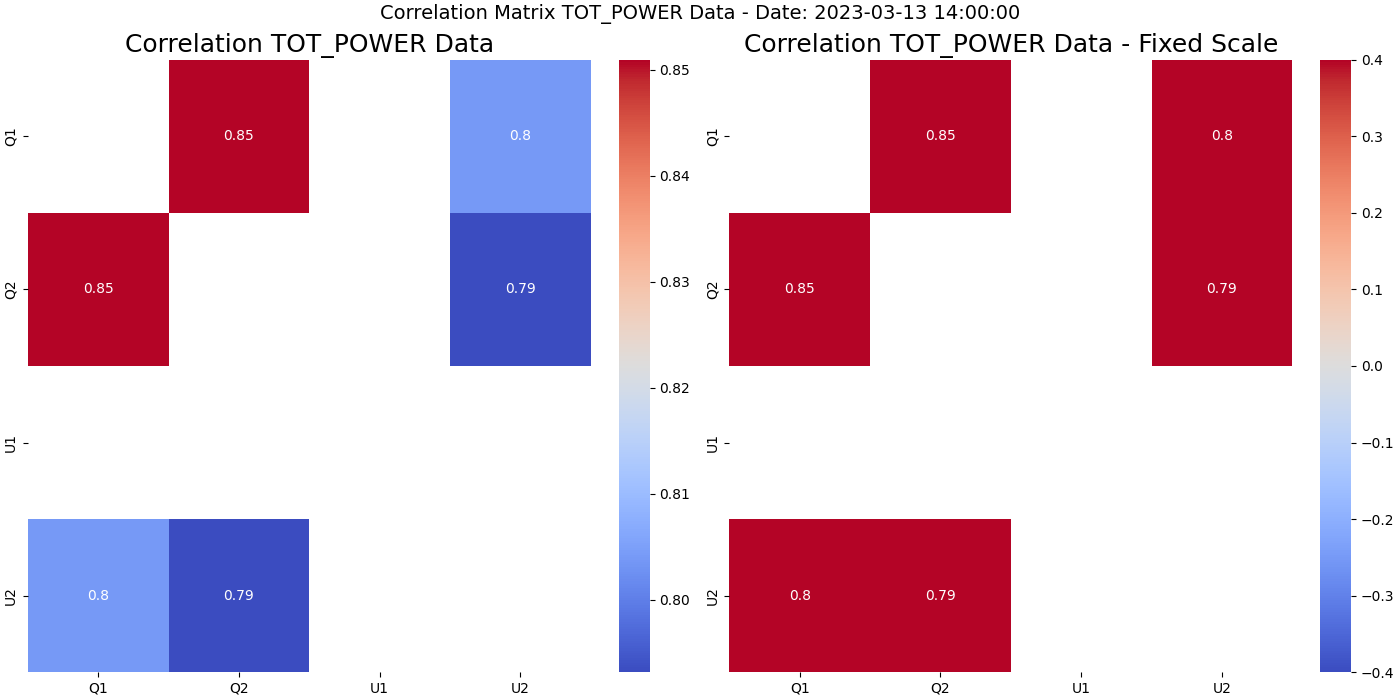 Correlation Matrix TOT_POWER Data - Date: 2023-03-13 14:00:00
Correlation TOT_POWER Data
Q1
Q2
U1
U2
0.85
0.8
0.85
0.79
0.8
0.79
Q1
Q2
U1
U2
0.85
0.84
0.83
0.82
0.81
0.80
Correlation TOT_POWER Data - Fixed Scale
Q1
Q2
U1
U2
0.85
0.8
0.85
0.79
0.8
0.79
Q1
Q2
U1
U2
0.4
0.3
0.2
0.1
0.0
−0.1
−0.2
−0.3
−0.4